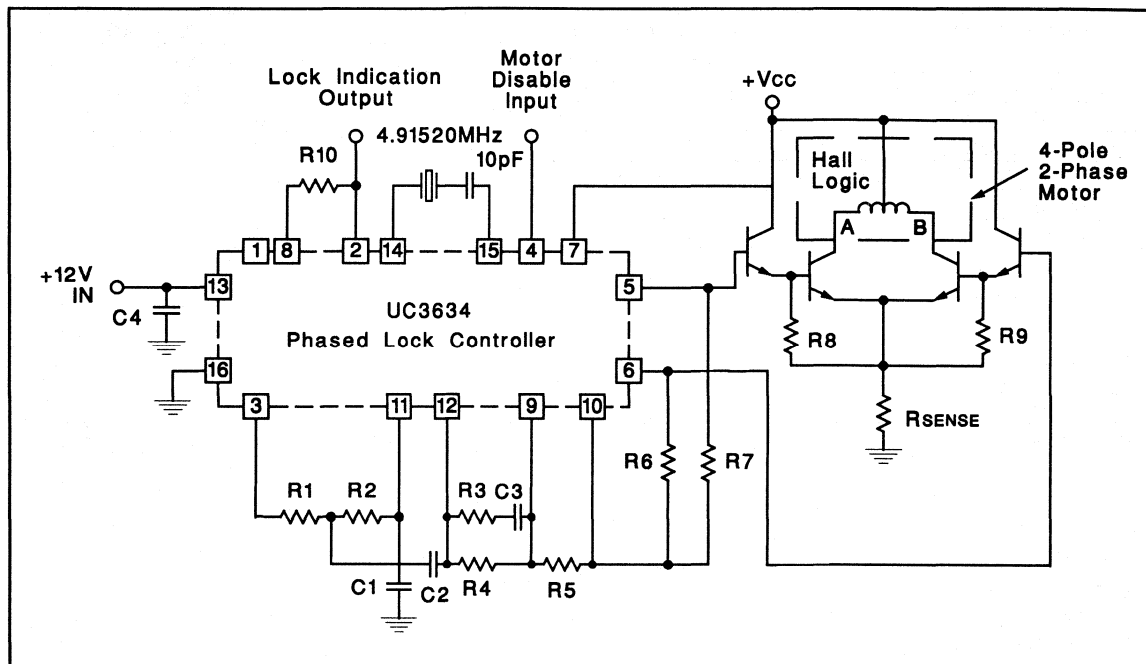 Lock Indication
Output
Motor
Disable
Input
4.91520MHz
10pF
R10
+VCC
Hall
Logic
4-Pole
2-Phase
Motor
A
B
1
8
2
14
15
4
7
+12V
IN
13
C4
UC3634
Phased Lock Controller
5
16
6
3
11
12
9
10
R8
R9
RSENSE
R6
R7
R1
R2
R3
C3
C1
C2
R4
R5